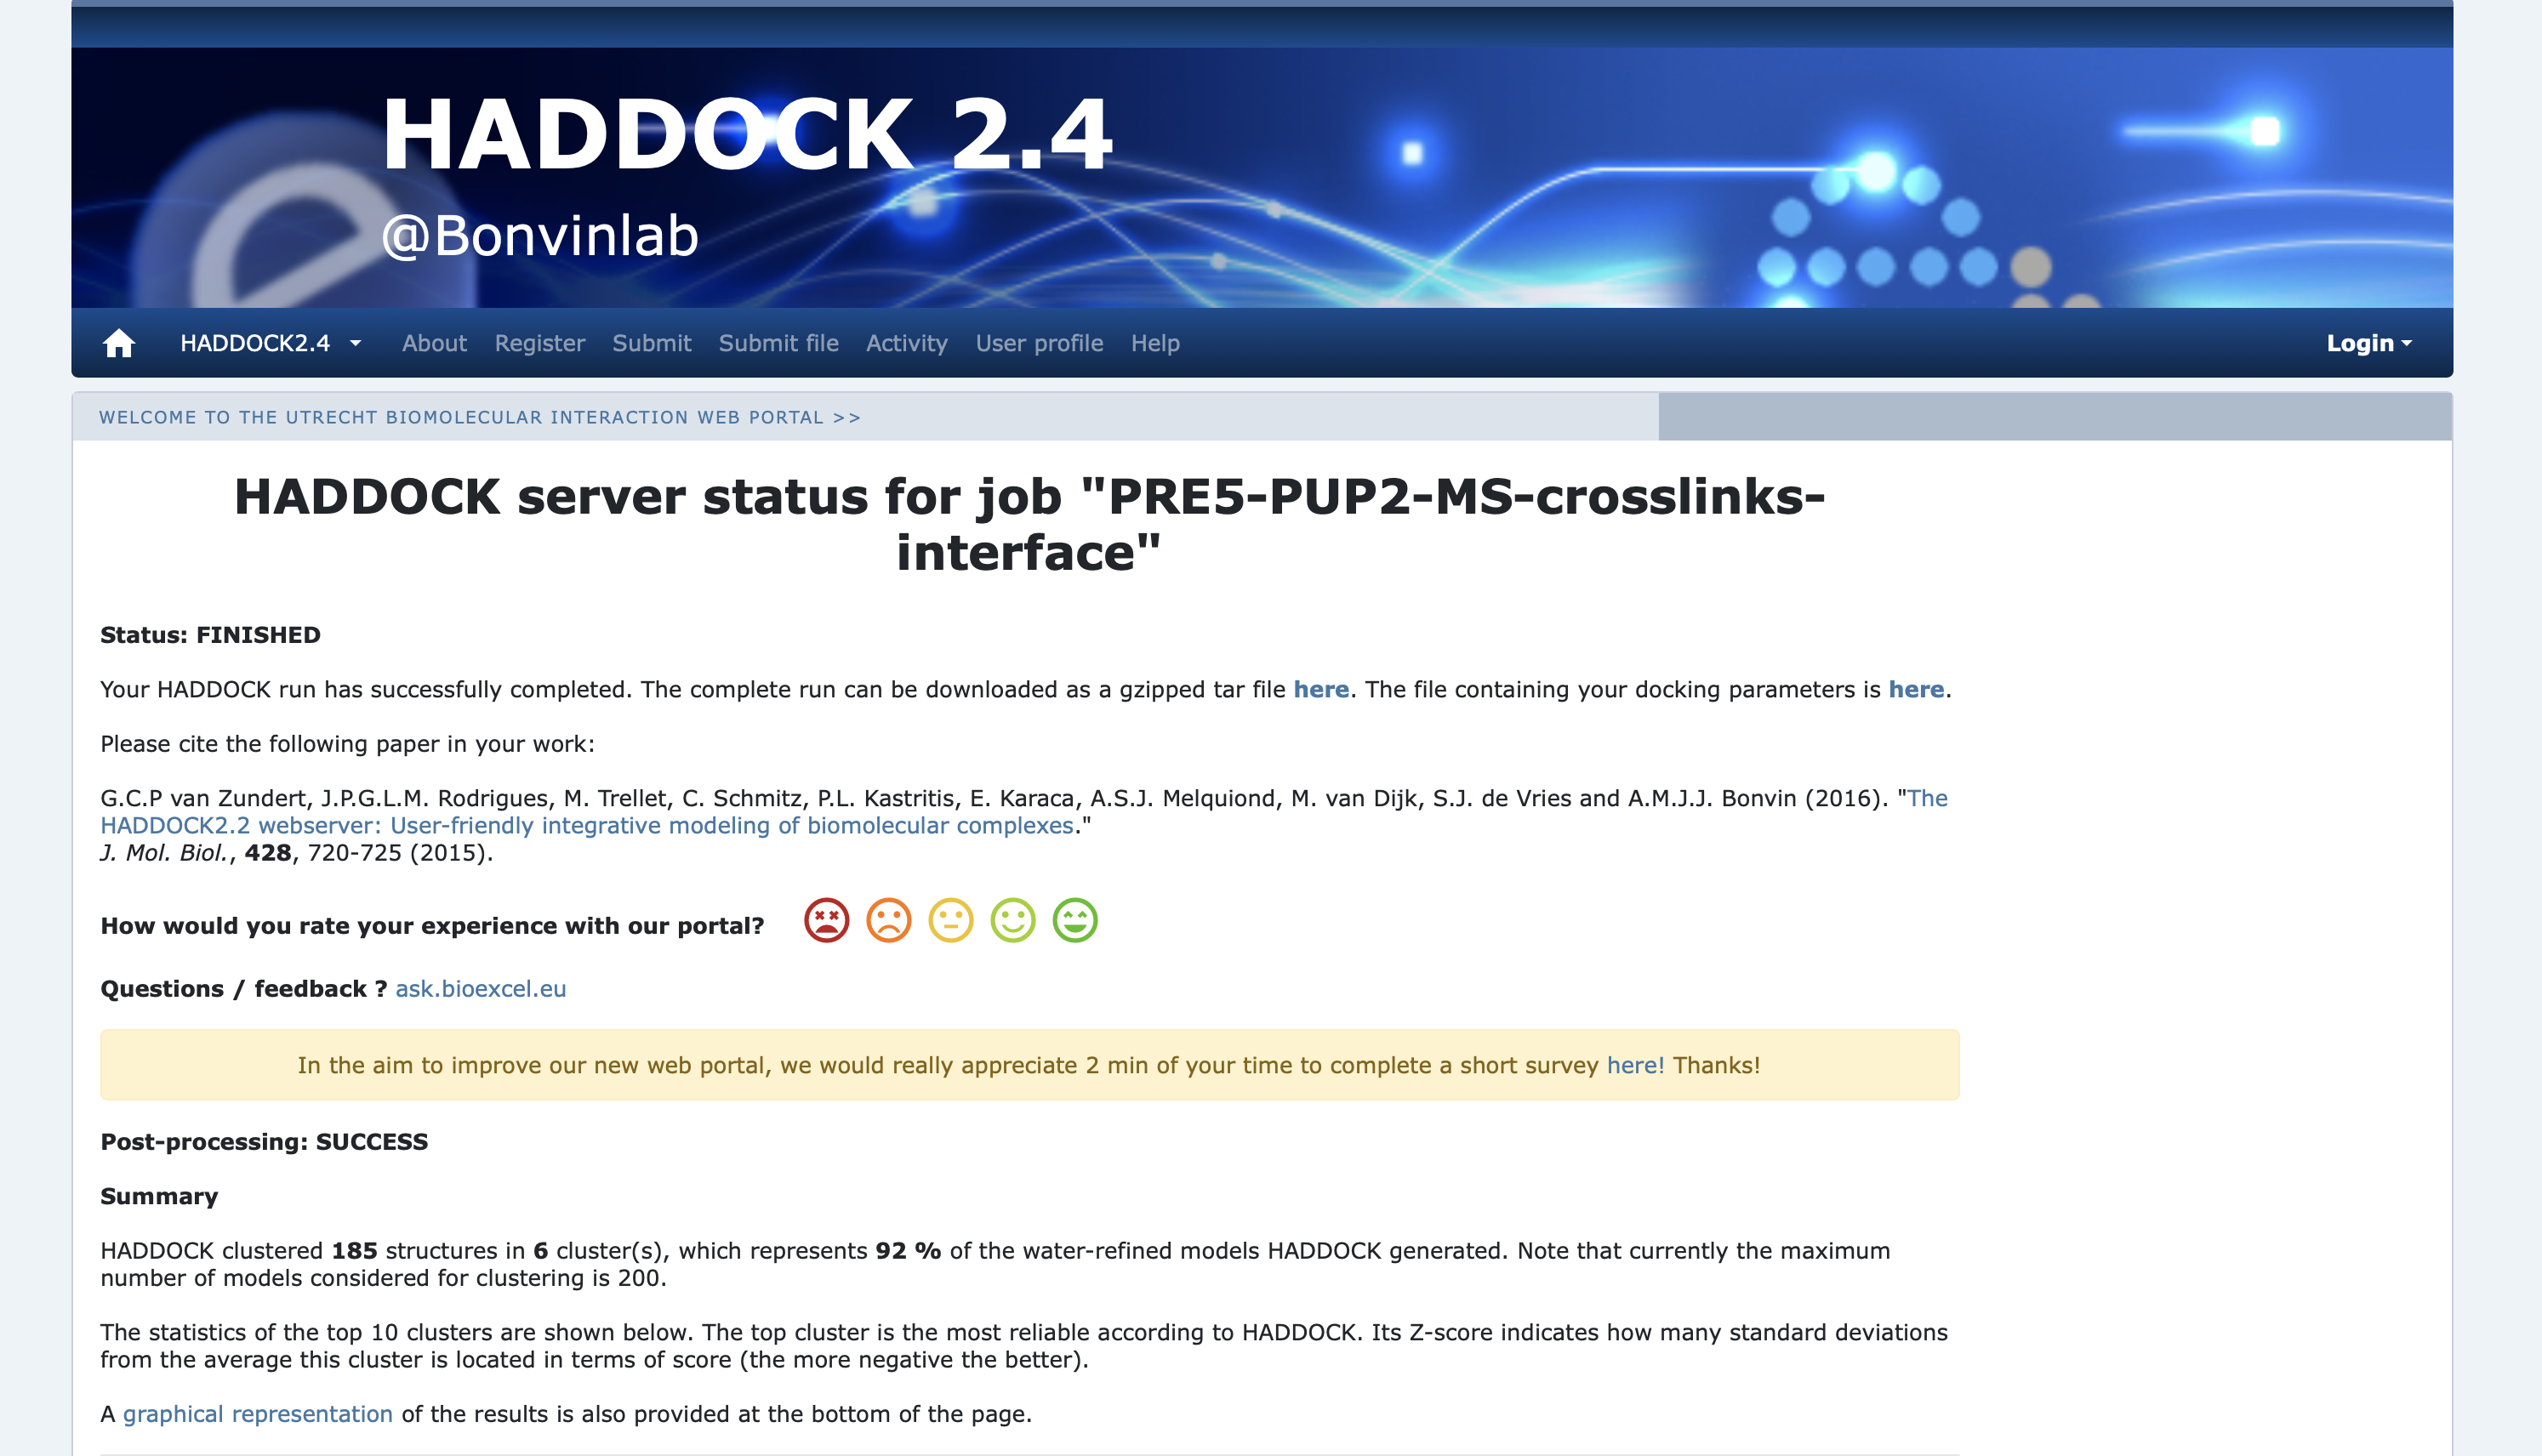 HADDOCK 2.4
@Bonvinlab
HADDOCK2.4 About Register Submit Submit file Activity User profile Help Login
WELCOME TO THE UTRECHT BIOMOLECULAR INTERACTION WEB PORTAL >>
HADDOCK server status for job "PRE5-PUP2-MS-crosslinks-
interface"
Status: FINISHED
Your HADDOCK run has successfully completed. The complete run can be downloaded as a gzipped tar file here. The file containing your docking parameters is here.
Please cite the following paper in your work:
G.C.P van Zundert, J.P.G.L.M. Rodrigues, M. Trellet, C. Schmitz, P.L. Kastritis, E. Karaca, A.S.J. Melquiond, M. van Dijk, S.J. de Vries and A.M.J.J. Bonvin (2016). "The
HADDOCK2.2 webserver: User-friendly integrative modeling of biomolecular complexes."
J. Mol. Biol., 428, 720-725 (2015).
How would you rate your experience with our portal?
Questions / feedback ? ask.bioexcel.eu
In the aim to improve our new web portal, we would really appreciate 2 min of your time to complete a short survey here! Thanks!
Post-processing: SUCCESS
Summary
HADDOCK clustered 185 structures in 6 cluster(s), which represents 92 % of the water-refined models HADDOCK generated. Note that currently the maximum
number of models considered for clustering is 200.
The statistics of the top 10 clusters are shown below. The top cluster is the most reliable according to HADDOCK. Its Z-score indicates how many standard deviations
from the average this cluster is located in terms of score (the more negative the better).
A graphical representation of the results is also provided at the bottom of the page.